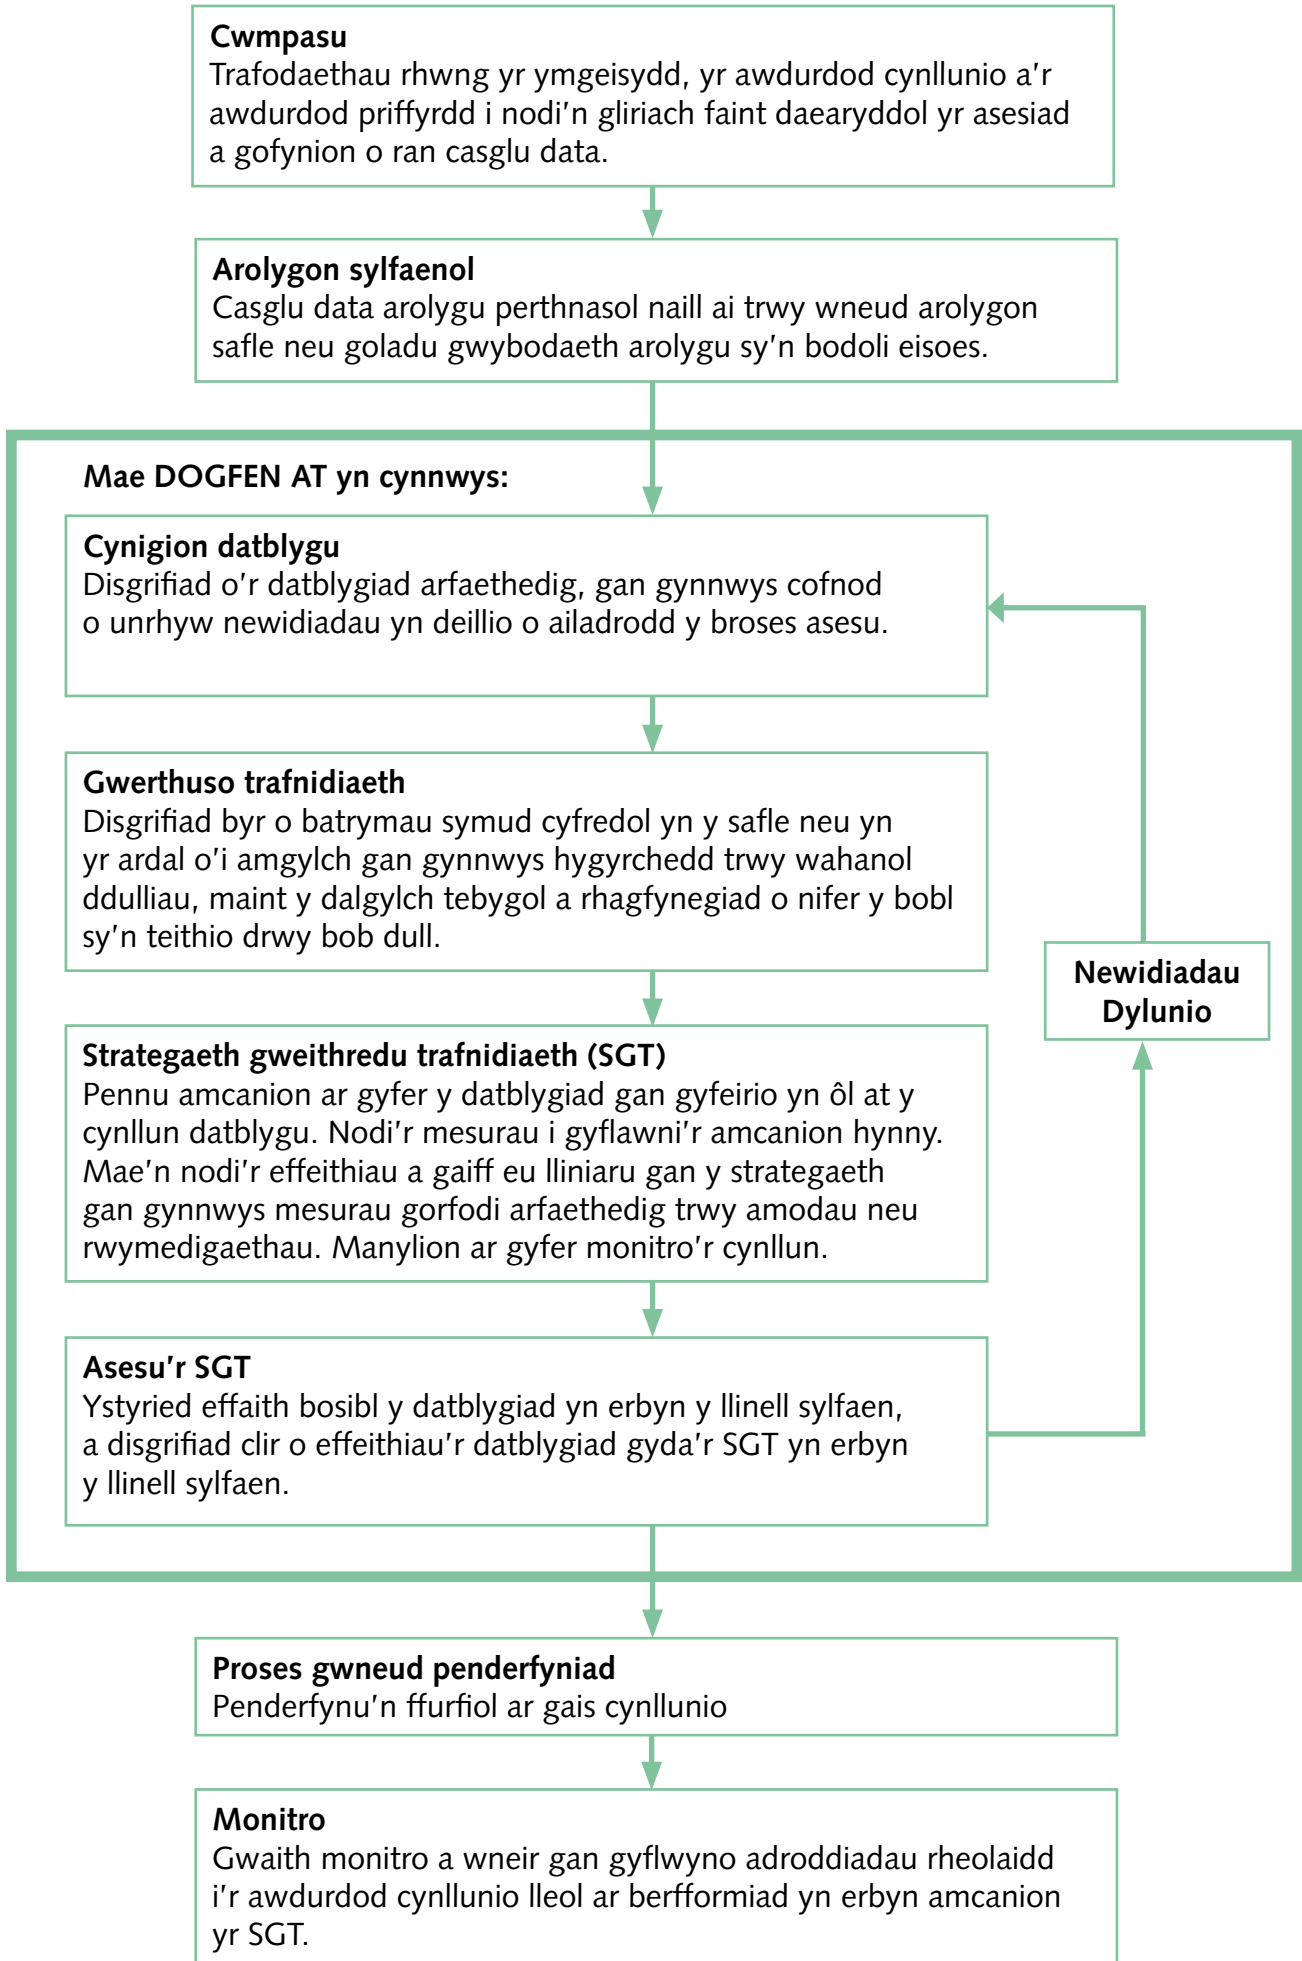 Cwmpasu
Trafodaethau rhwng yr ymgeisydd, yr awdurdod cynllunio a'r
awdurdod priffyrdd i nodi'n gliriach faint daearyddol yr asesiad
a gofynion o ran casglu data.
Arolygon sylfaenol
Casglu data arolygu perthnasol naill ai trwy wneud arolygon
safle neu goladu gwybodaeth arolygu sy'n bodoli eisoes.
Mae DOGFEN AT yn cynnwys:
Cynigion datblygu
Disgrifiad o'r datblygiad arfaethedig, gan gynnwys cofnod
o unrhyw newidiadau yn deillio o ailadrodd y broses asesu.
Gwerthuso trafnidiaeth
Disgrifiad byr o batrymau symud cyfredol yn y safle neu yn
yr ardal o'i amgylch gan gynnwys hygyrchedd trwy wahanol
ddulliau, maint y dalgylch tebygol a rhagfynegiad o nifer y bobl
sy'n teithio drwy bob dull.
Strategaeth gweithredu trafnidiaeth (SGT)
Pennu amcanion ar gyfer y datblygiad gan gyfeirio yn ôl at y
cynllun datblygu. Nodi'r mesurau i gyflawni'r amcanion hynny.
Mae'n nodi'r effeithiau a gaiff eu lliniaru gan y strategaeth
gan gynnwys mesurau gorfodi arfaethedig trwy amodau neu
rwymedigaethau. Manylion ar gyfer monitro'r cynllun.
Asesu'r SGT
Ystyried effaith bosibl y datblygiad yn erbyn y llinell sylfaen,
a disgrifiad clir o effeithiau'r datblygiad gyda'r SGT yn erbyn
y llinell sylfaen.
Newidiadau
Dylunio
Proses gwneud penderfyniad
Penderfynu'n ffurfiol ar gais cynllunio
Monitro
Gwaith monitro a wneir gan gyflwyno adroddiadau rheolaidd
i'r awdurdod cynllunio lleol ar berfformiad yn erbyn amcanion
yr SGT.